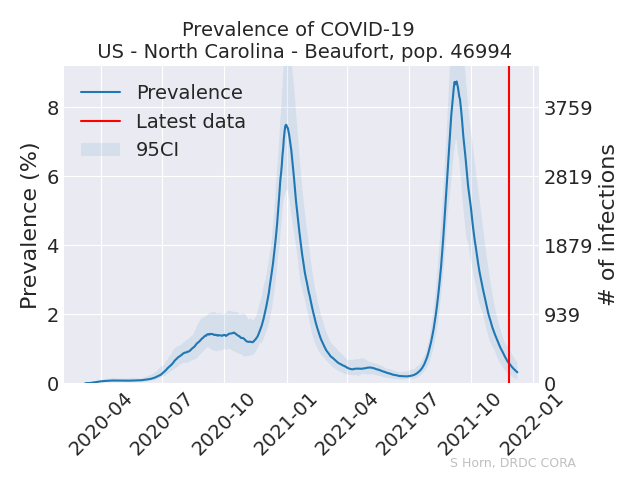 Prevalence of COVID-19
US - North Carolina - Beaufort, pop. 46994
Prevalence
Latest data
95CI
Prevalence (%)
8
6
4
2
0
3759
2819
1879
939
0
# of infections
2020-04
2020-07
2020-10
2021-01
2021-04
2021-07
2021-10
2022-01
S Horn, DRDC CORA